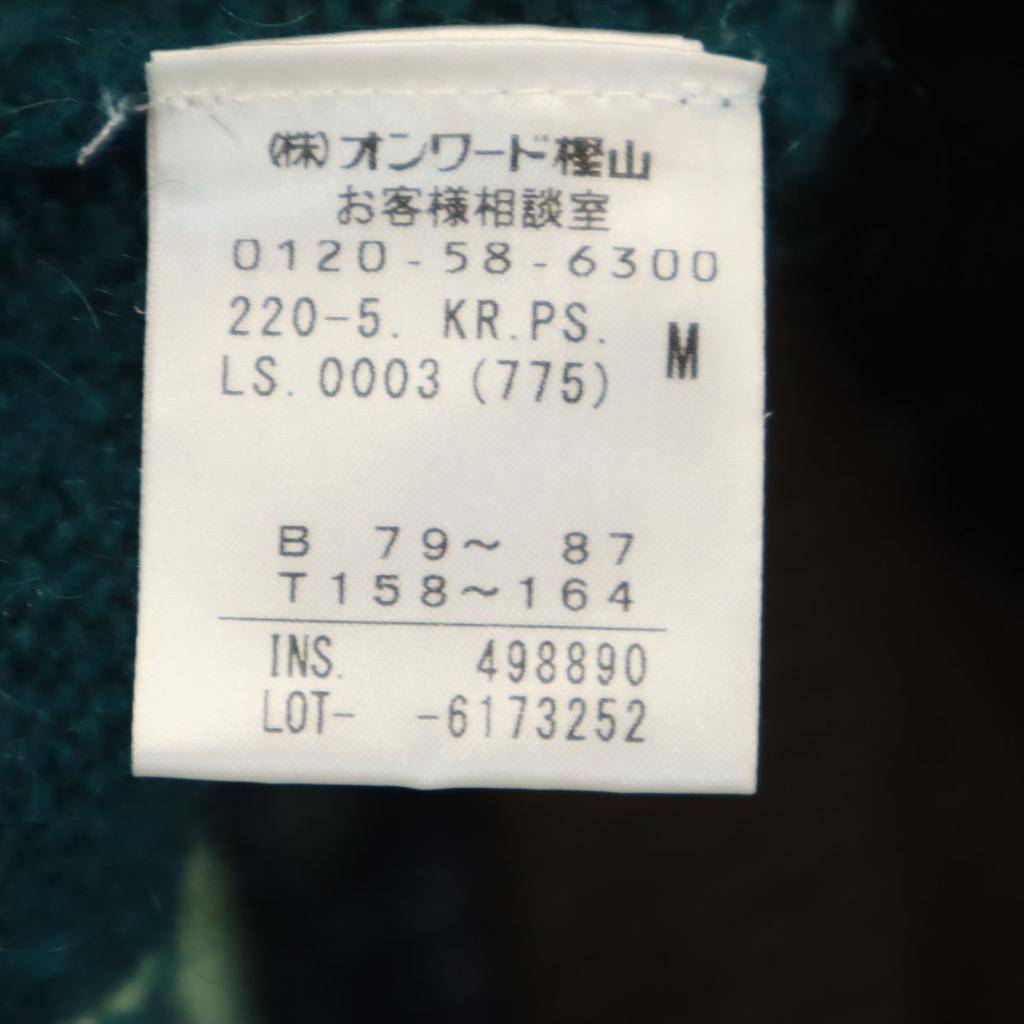 (株)オンワード樫山
お客様相談室
0120-58-6300
220-5. KR.PS. M
LS.0003 (775)
B 79～ 87
T158～164
INS. 498890
LOT- -6173252